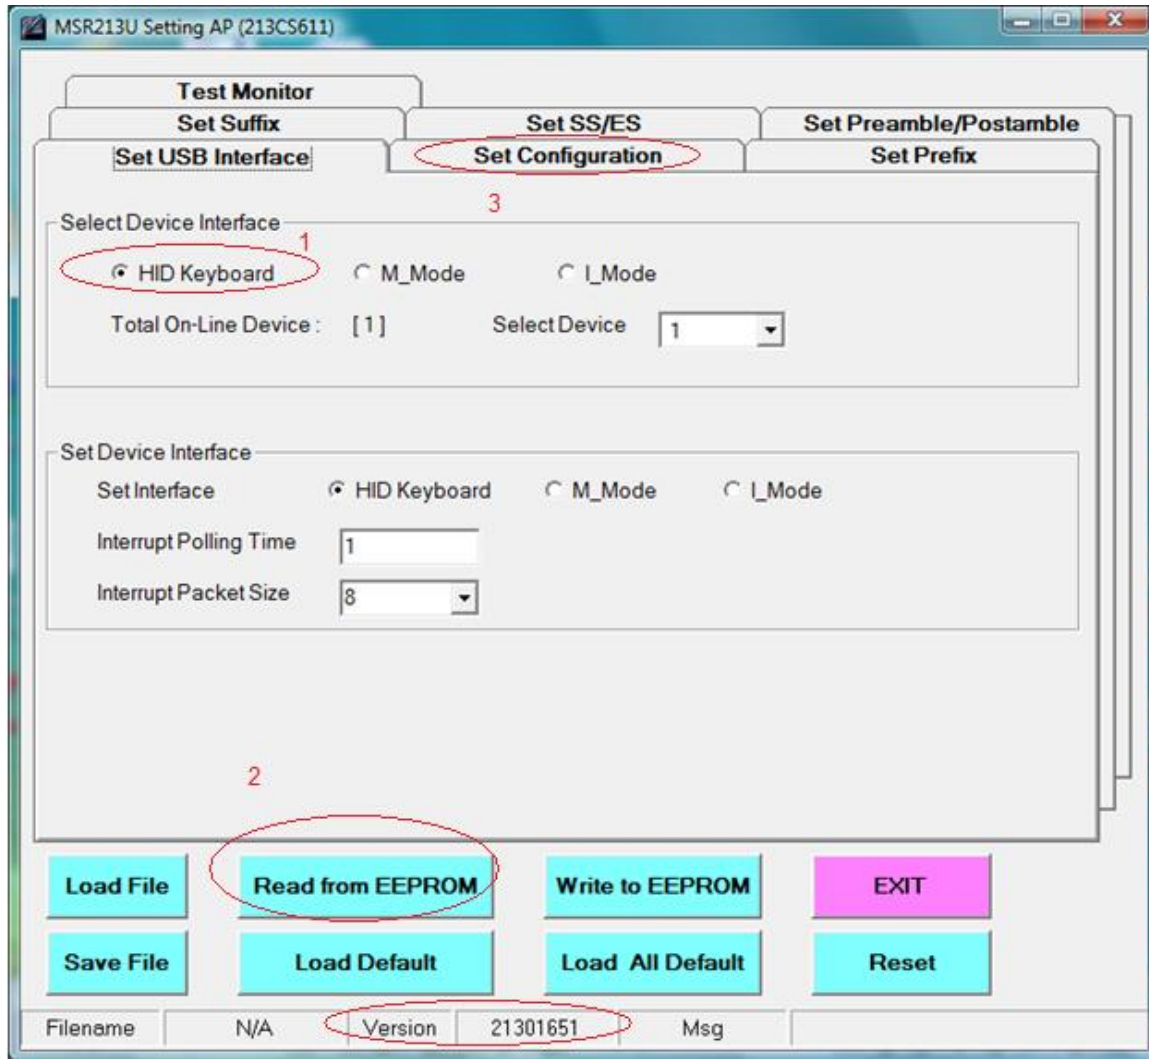 MSR213U Setting AP (213CS611)
Test Monitor
Set Suffix Set SS/ES Set Preamble/Postamble
Set USB Interface Set Configuration Set Prefix
3
Select Device Interface
1
HID Keyboard M_Mode I_Mode
Total On-Line Device : [ 1 ] Select Device 1
Set Device Interface
Set Interface HID Keyboard M_Mode I_Mode
Interrupt Polling Time 1
Interrupt Packet Size 8
2
Load File Read from EEPROM Write to EEPROM EXIT
Save File Load Default Load All Default Reset
Filename N/A Version 21301651 Msg